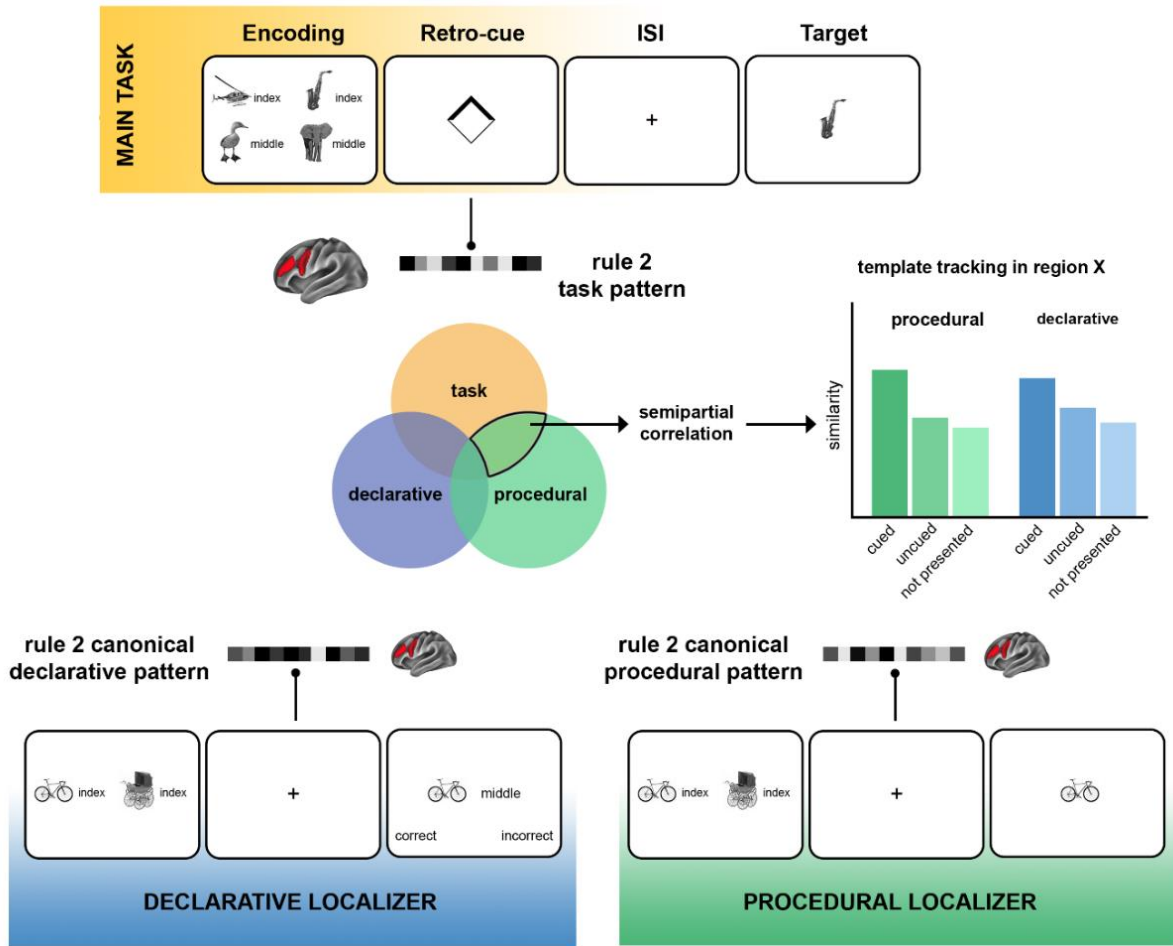 MAIN TASK
Encoding
Retro-cue
ISI
Target
index
index
middle
middle
+
rule 2
task pattern
template tracking in region X
procedural
declarative
similarity
cued
uncued
not presented
cued
uncued
not presented
task
declarative
procedural
semipartial
correlation
rule 2 canonical
declarative pattern
index
index
+
middle
correct
incorrect
DECLARATIVE LOCALIZER
rule 2 canonical
procedural pattern
index
index
+
PROCEDURAL LOCALIZER